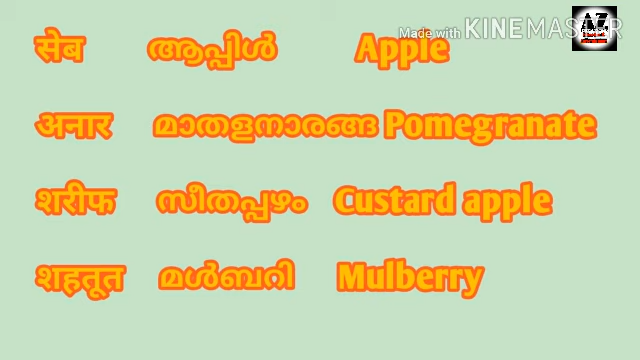 Made with KINEMASTER
सेब ആപ്പിൾ Apple
अनार മാതളനാരങ്ങ Pomegranate
शरीफ സീതപ്പഴം Custard apple
शहतूत മൾബറി Mulberry